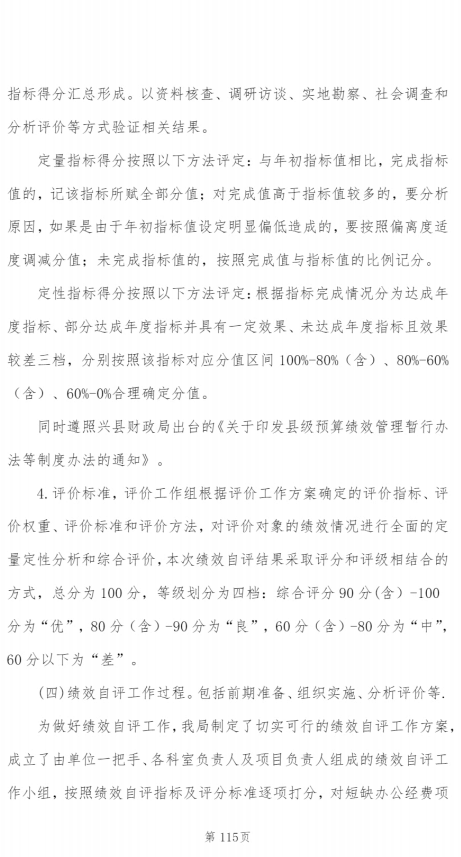 指标得分汇总形成。以资料核查、调研访谈、实地勘察、社会调查和
分析评价等方式验证相关结果。
定量指标得分按照以下方法评定：与年初指标值相比，完成指标
值的，记该指标所赋全部分值；对完成值高于指标值较多的，要分析
原因，如果是由于年初指标值设定明显偏低造成的，要按照偏离度适
度调减分值；未完成指标值的，按照完成值与指标值的比例记分。
定性指标得分按照以下方法评定：根据指标完成情况分为达成年
度指标、部分达成年度指标并具有一定效果、未达成年度指标且效果
较差三档，分别按照该指标对应分值区间 100%-80%（含）、80%-60%
（含）、60%-0%合理确定分值。
同时遵照兴县财政局出台的《关于印发县级预算绩效管理暂行办
法等制度办法的通知》。
4.评价标准，评价工作组根据评价工作方案确定的评价指标、评
价权重、评价标准和评价方法，对评价对象的绩效情况进行全面的定
量定性分析和综合评价，本次绩效自评结果采取评分和评级相结合的
方式，总分为 100 分，等级划分为四档：综合评分 90 分(含）-100
分为“优”，80 分（含）-90 分为“良”，60 分（含）-80 分为“中”，
60 分以下为“差”。
(四)绩效自评工作过程。包括前期准备、组织实施、分析评价等.
为做好绩效自评工作，我局制定了切实可行的绩效自评工作方案，
成立了由单位一把手、各科室负责人及项目负责人组成的绩效自评工
作小组，按照绩效自评指标及评分标准逐项打分，对短缺办公经费项
第 115页